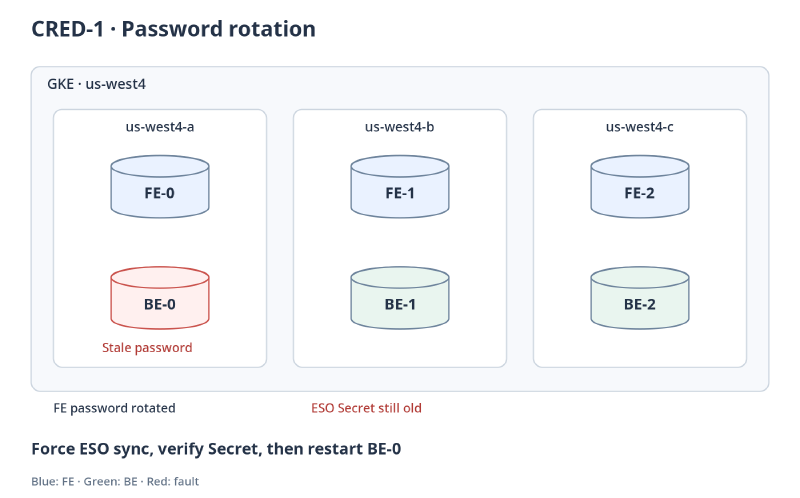 CRED-1 · Password rotation
GKE · us-west4
us-west4-a
us-west4-b
us-west4-c
FE-0
FE-1
FE-2
BE-0
BE-1
BE-2
Stale password
FE password rotated
ESO Secret still old
Force ESO sync, verify Secret, then restart BE-0
Blue: FE · Green: BE · Red: fault